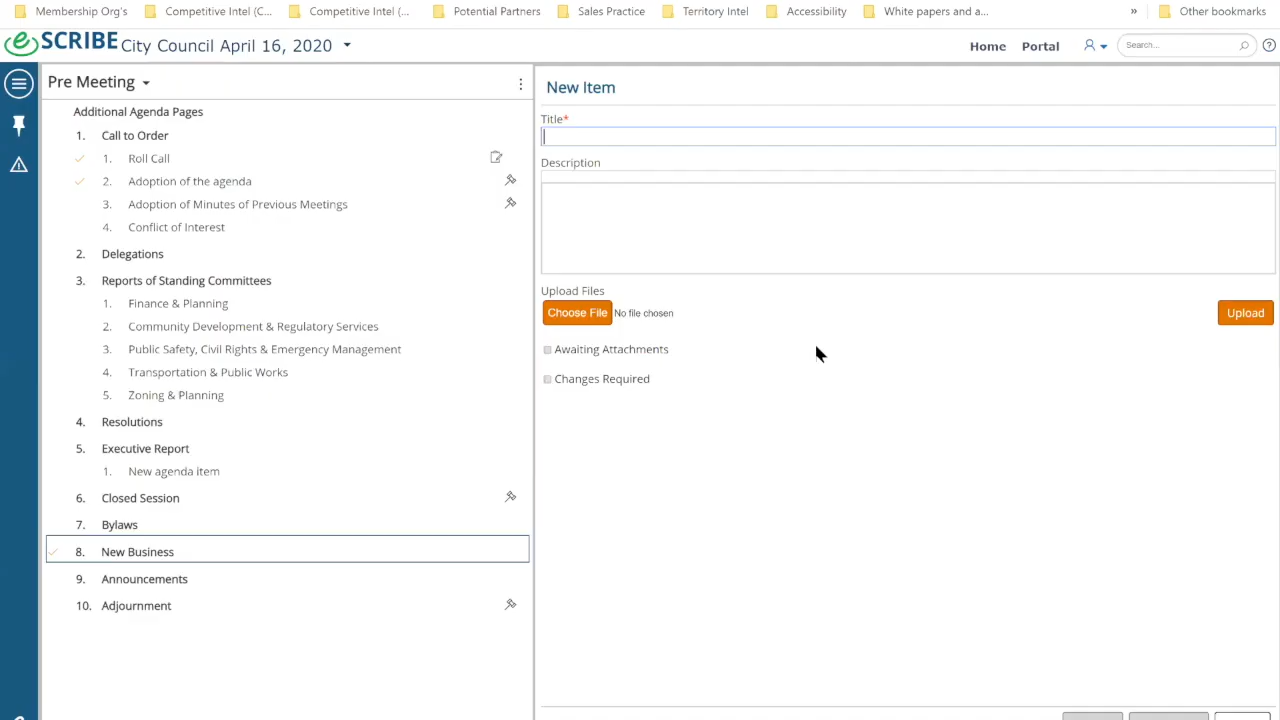 Membership Org's Competitive Intel (C... Competitive Intel (... Potential Partners Sales Practice Territory Intel Accessibility White papers and a... » Other bookmarks
eSCRIBE City Council April 16, 2020 Home Portal Search...
Pre Meeting
Additional Agenda Pages
1. Call to Order
1. Roll Call
2. Adoption of the agenda
3. Adoption of Minutes of Previous Meetings
4. Conflict of Interest
2. Delegations
3. Reports of Standing Committees
1. Finance & Planning
2. Community Development & Regulatory Services
3. Public Safety, Civil Rights & Emergency Management
4. Transportation & Public Works
5. Zoning & Planning
4. Resolutions
5. Executive Report
1. New agenda item
6. Closed Session
7. Bylaws
8. New Business
9. Announcements
10. Adjournment
New Item
Title*
Description
Upload Files
Choose File No file chosen Upload
Awaiting Attachments
Changes Required